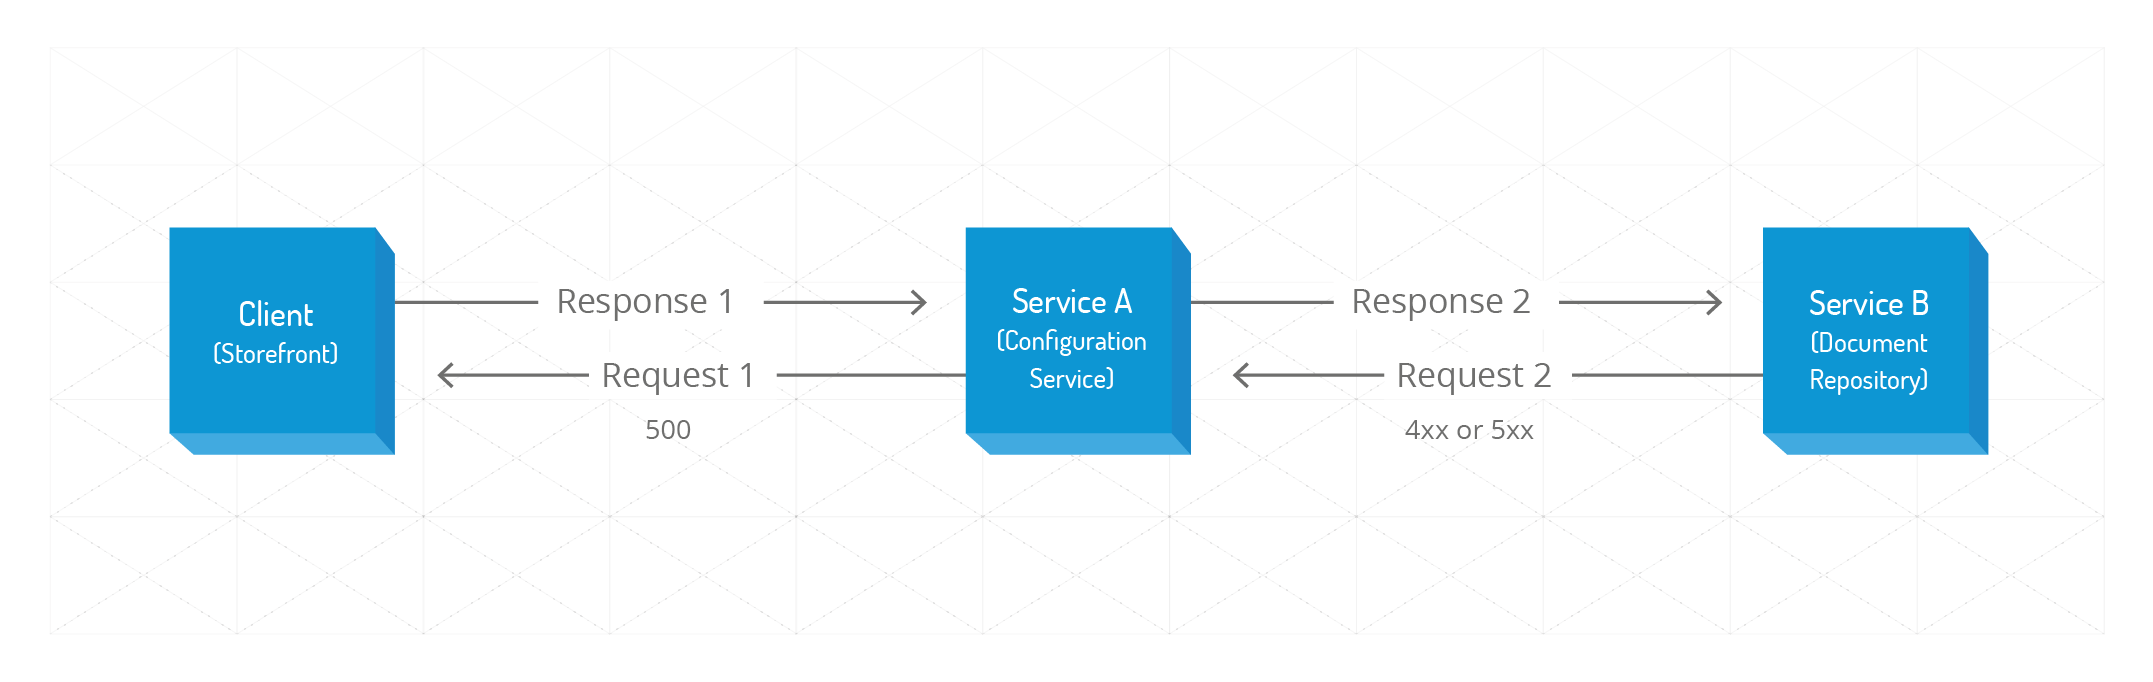 Client
(Storefront)
Response 1
Request 1
500
Service A
(Configuration
Service)
Response 2
Request 2
4xx or 5xx
Service B
(Document
Repository)